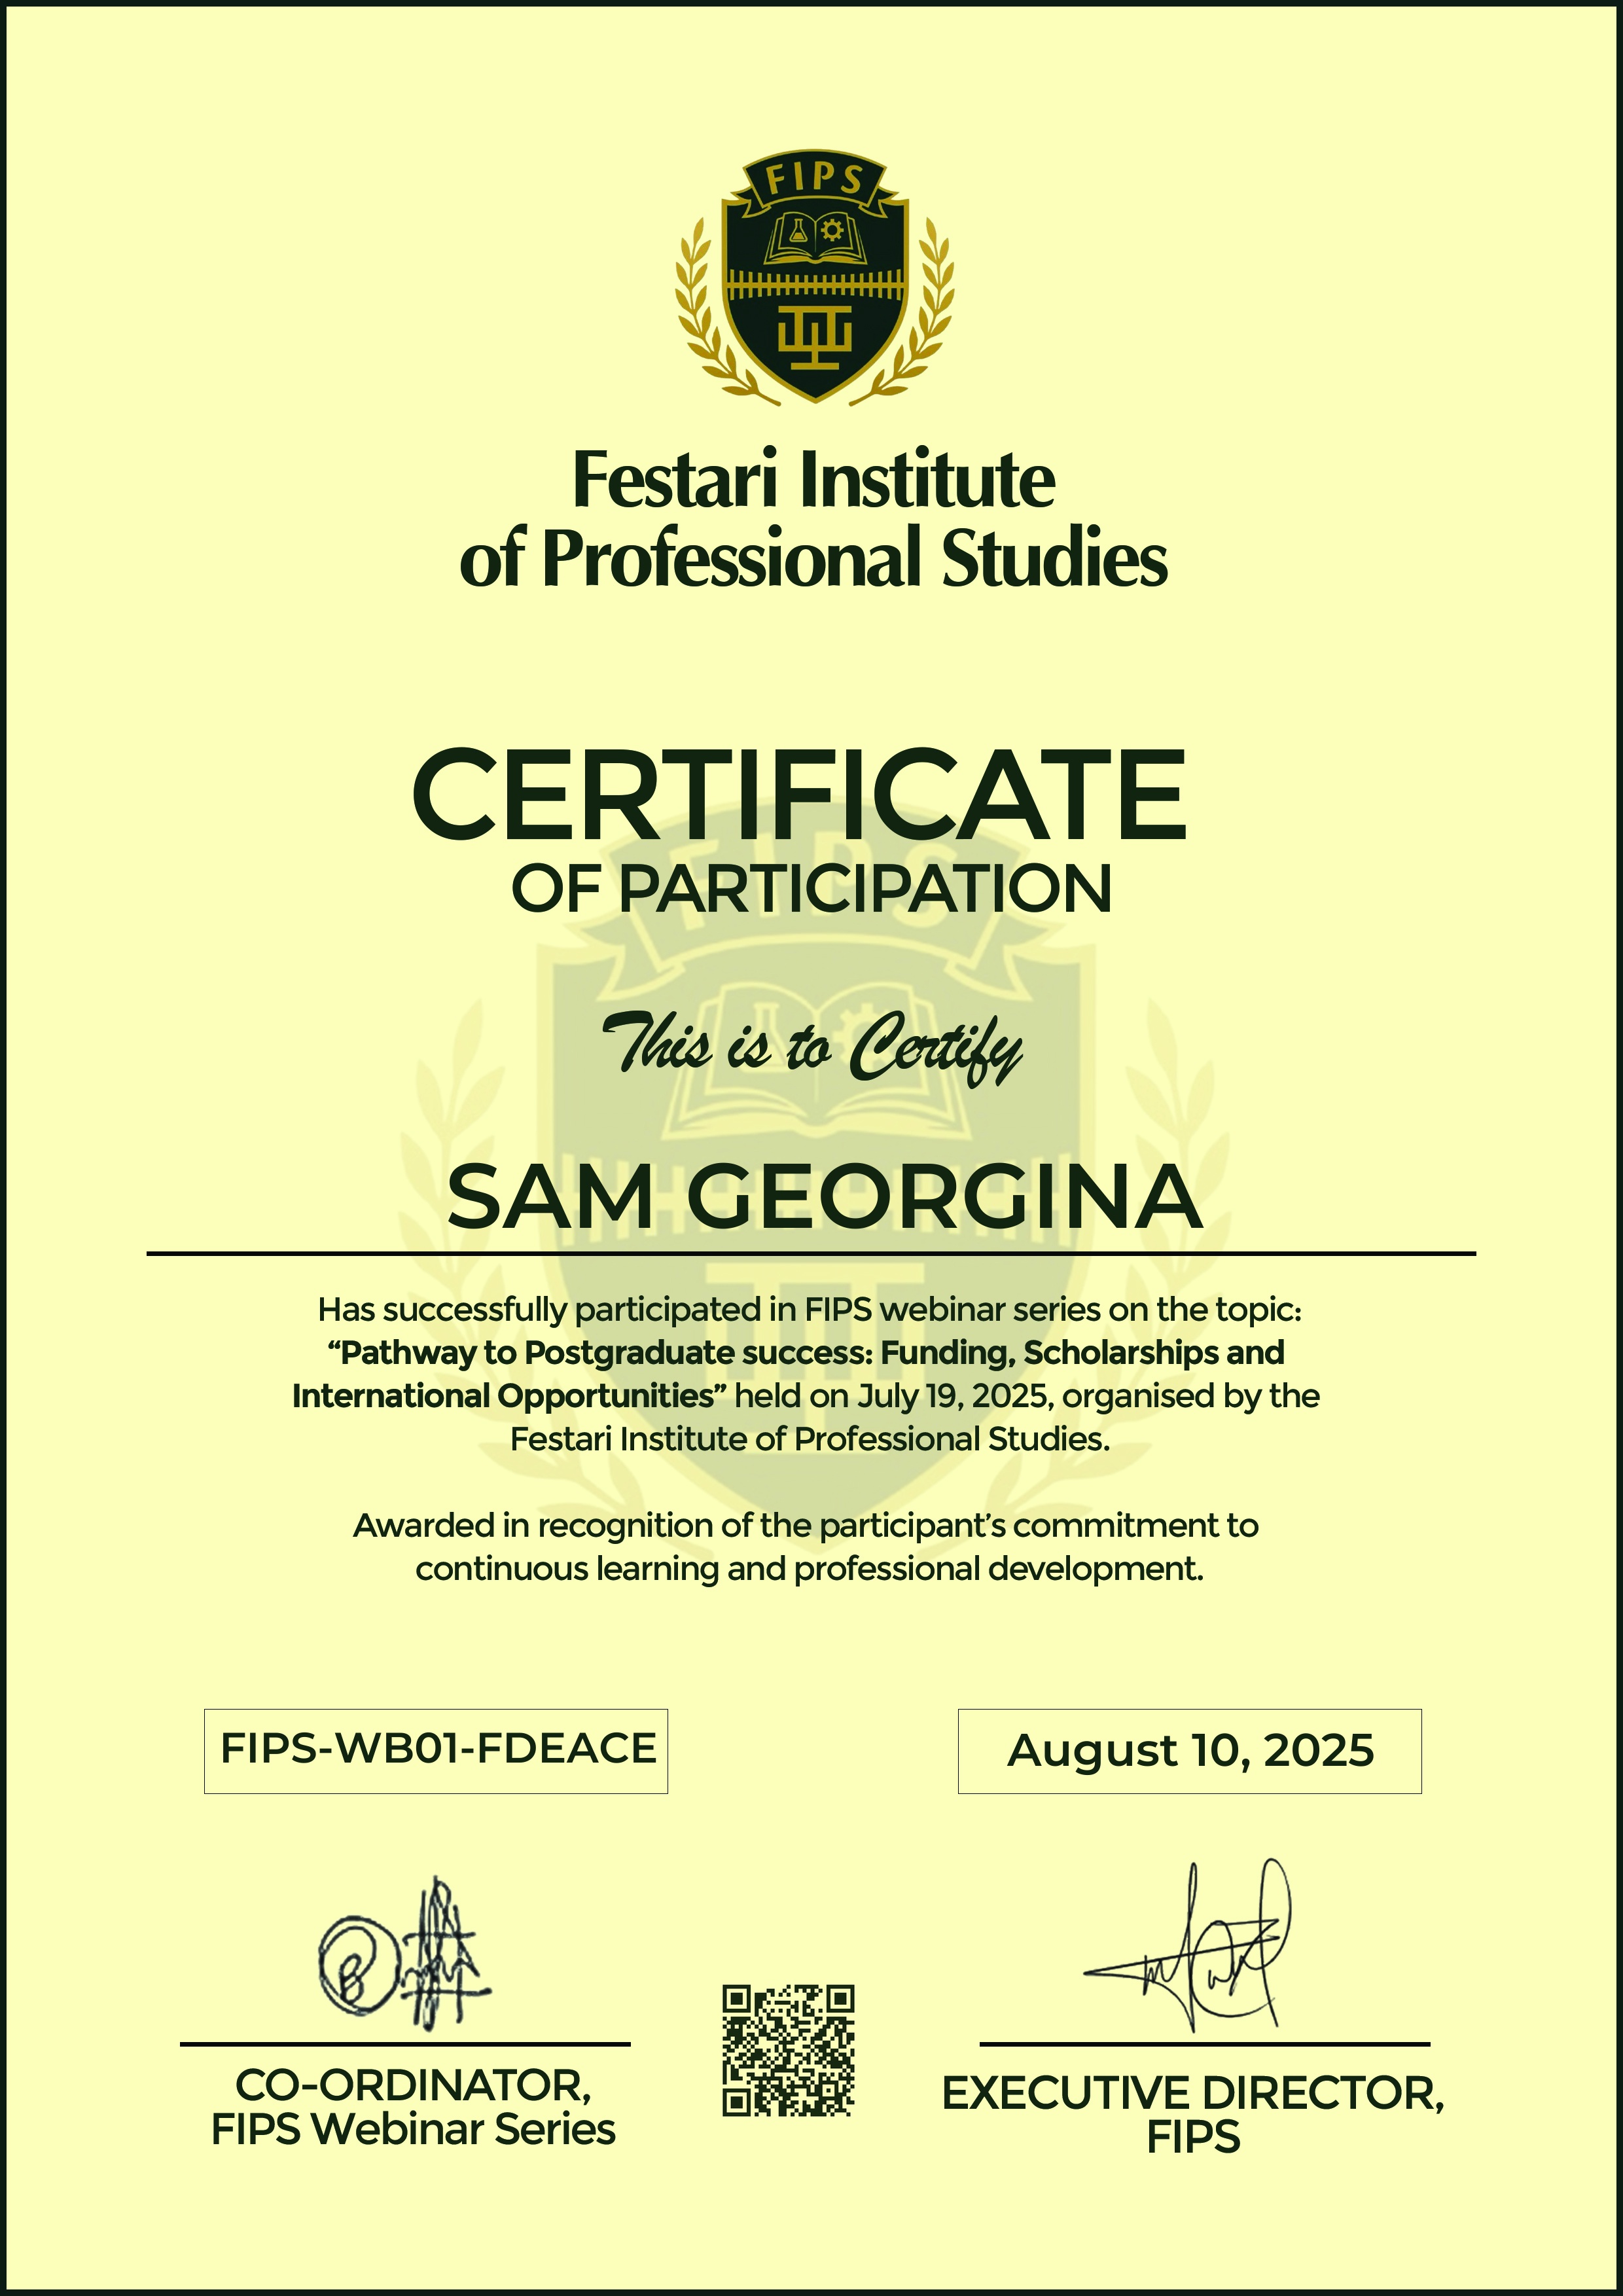 FIPS
Festari Institute
of Professional Studies
CERTIFICATE
OF PARTICIPATION
This is to Certify
SAM GEORGINA
Has successfully participated in FIPS webinar series on the topic:
“Pathway to Postgraduate success: Funding, Scholarships and
International Opportunities” held on July 19, 2025, organised by the
Festari Institute of Professional Studies.
Awarded in recognition of the participant’s commitment to
continuous learning and professional development.
FIPS-WB01-FDEACE
August 10, 2025
CO-ORDINATOR,
FIPS Webinar Series
EXECUTIVE DIRECTOR,
FIPS